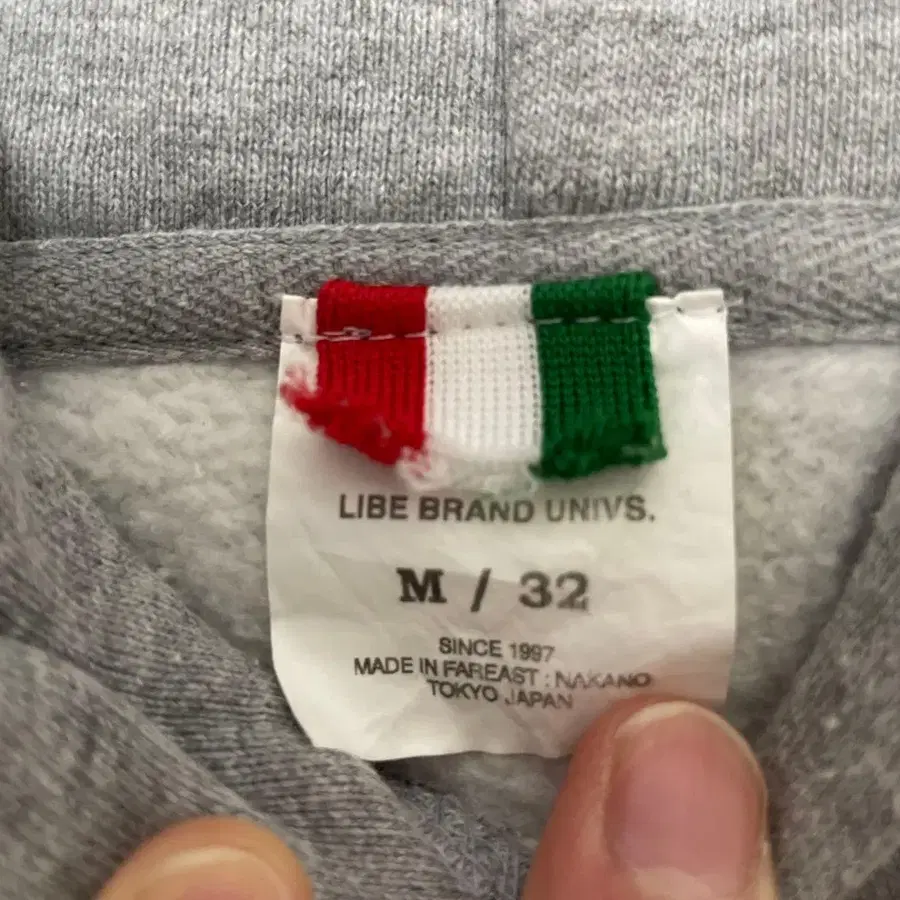 LIBE BRAND UNIVS.
M / 32
SINCE 1997
MADE IN FAREAST : NAKANO
TOKYO JAPAN